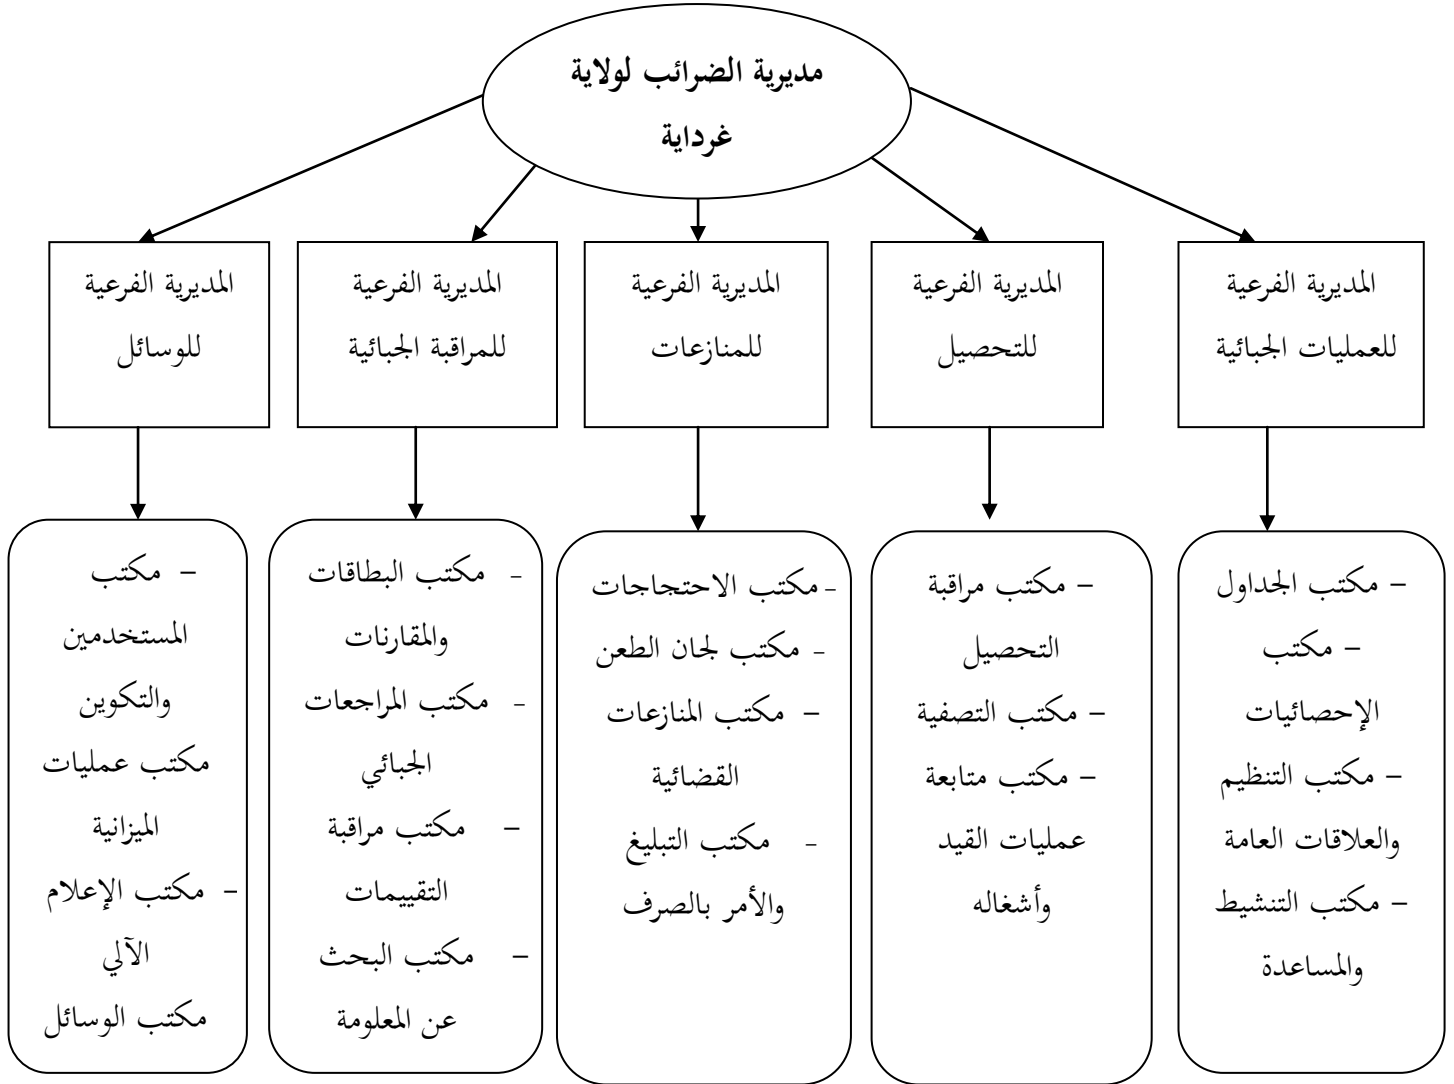 مديرية الضرائب لولاية
غرداية
المديرية الفرعية
للعمليات الجبائية
المديرية الفرعية
للتحصيل
المديرية الفرعية
للمنازعات
المديرية الفرعية
للمراقبة الجبائية
المديرية الفرعية
للوسائل
– مكتب الجداول
– مكتب
الإحصائيات
– مكتب التنظيم
والعلاقات العامة
– مكتب التنشيط
والمساعدة
– مكتب مراقبة
التحصيل
– مكتب التصفية
– مكتب متابعة
عمليات القيد
وأشغاله
-مكتب الاحتجاجات
- مكتب لجان الطعن
– مكتب المنازعات
القضائية
- مكتب التبليغ
والأمر بالصرف
- مكتب البطاقات
والمقارنات
- مكتب المراجعات
الجبائي
– مكتب مراقبة
التقييمات
– مكتب البحث
عن المعلومة
– مكتب
المستخدمين
والتكوين
مكتب عمليات
الميزانية
– مكتب الإعلام
الآلي
مكتب الوسائل